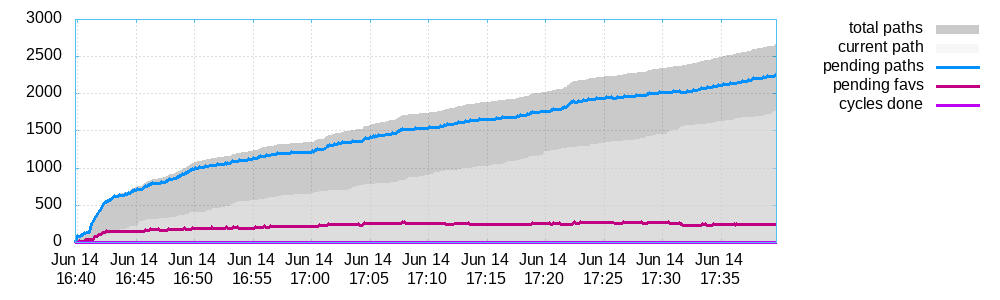 3000
2500
2000
1500
1000
500
0
Jun 14 Jun 14 Jun 14 Jun 14 Jun 14 Jun 14 Jun 14 Jun 14 Jun 14 Jun 14 Jun 14 Jun 14
16:40 16:45 16:50 16:55 17:00 17:05 17:10 17:15 17:20 17:25 17:30 17:35
total paths
current path
pending paths
pending favs
cycles done